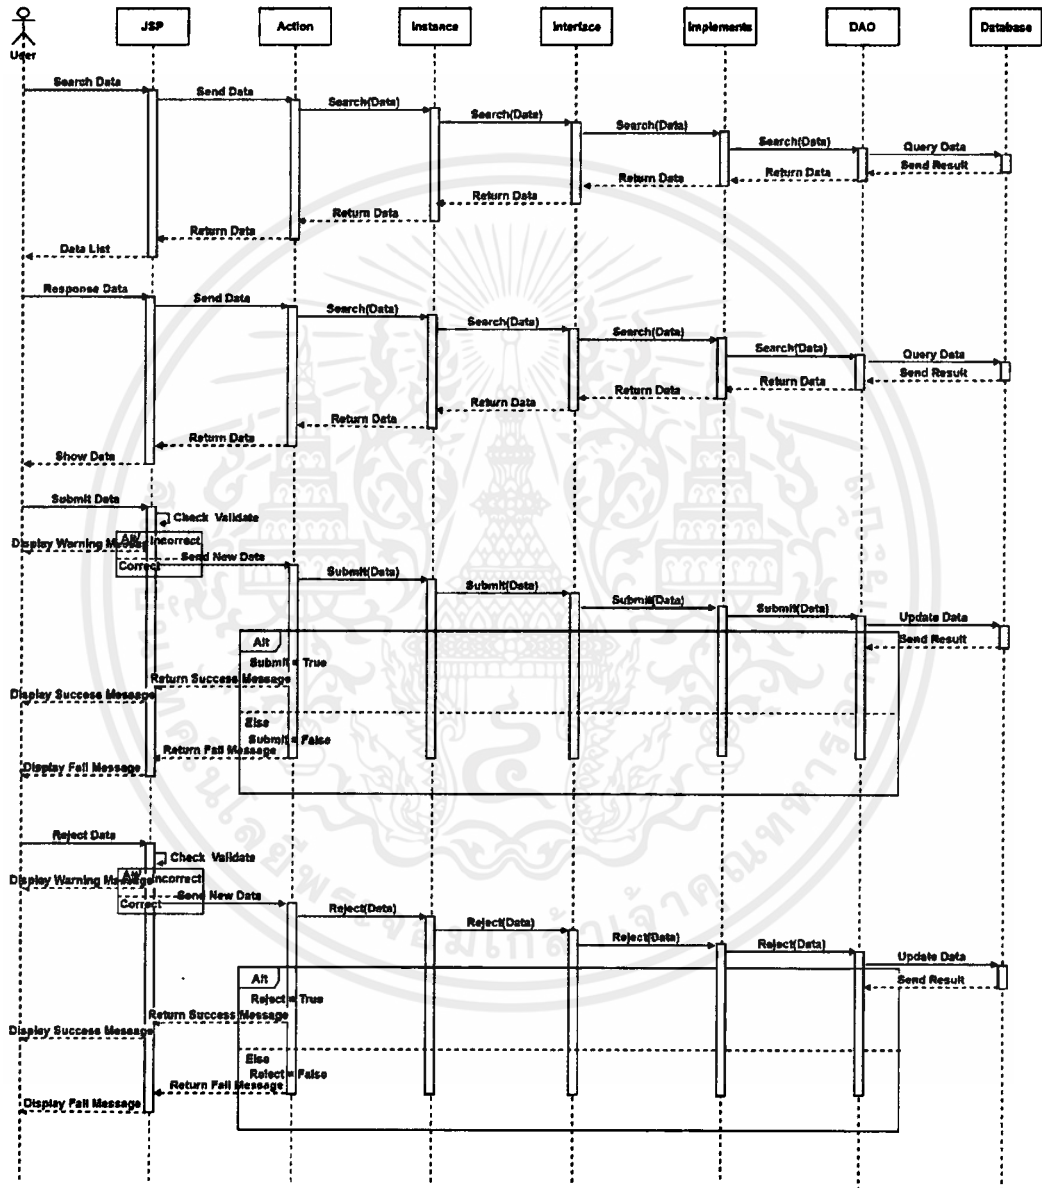 JSP Action Instance Interface Implements DAO Database
User
Search Data
Send Data
Search(Data)
Search(Data)
Search(Data)
Search(Data)
Query Data
Send Result
Return Data
Return Data
Return Data
Return Data
Return Data
Data List
Response Data
Send Data
Search(Data)
Search(Data)
Search(Data)
Search(Data)
Query Data
Send Result
Return Data
Return Data
Return Data
Return Data
Return Data
Show Data
Submit Data
Check Validate
Alt Incorrect
Display Warning Message
Correct
Send New Data
Submit(Data)
Submit(Data)
Submit(Data)
Submit(Data)
Update Data
Send Result
Alt
Submit = True
Return Success Message
Display Success Message
Else
Submit = False
Return Fail Message
Display Fail Message
Reject Data
Check Validate
Alt Incorrect
Display Warning Message
Correct
Send New Data
Reject(Data)
Reject(Data)
Reject(Data)
Reject(Data)
Update Data
Send Result
Alt
Reject = True
Return Success Message
Display Success Message
Else
Reject = False
Return Fail Message
Display Fail Message